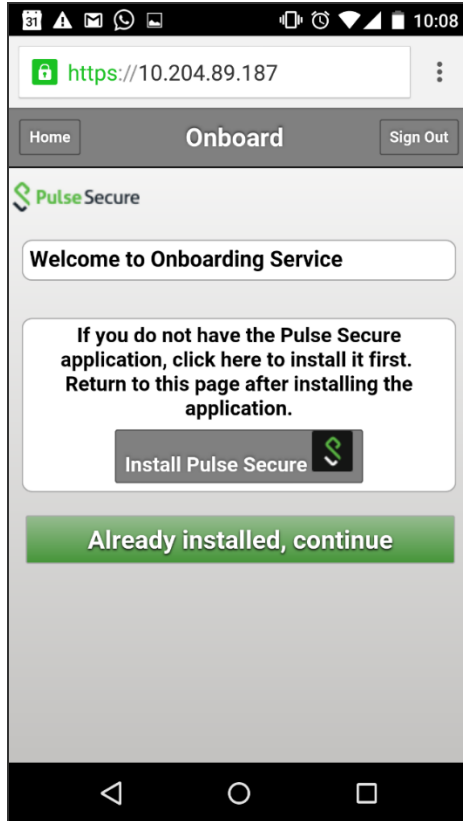 31 10:08
https://10.204.89.187
Home Onboard Sign Out
Pulse Secure
Welcome to Onboarding Service
If you do not have the Pulse Secure
application, click here to install it first.
Return to this page after installing the
application.
Install Pulse Secure
Already installed, continue